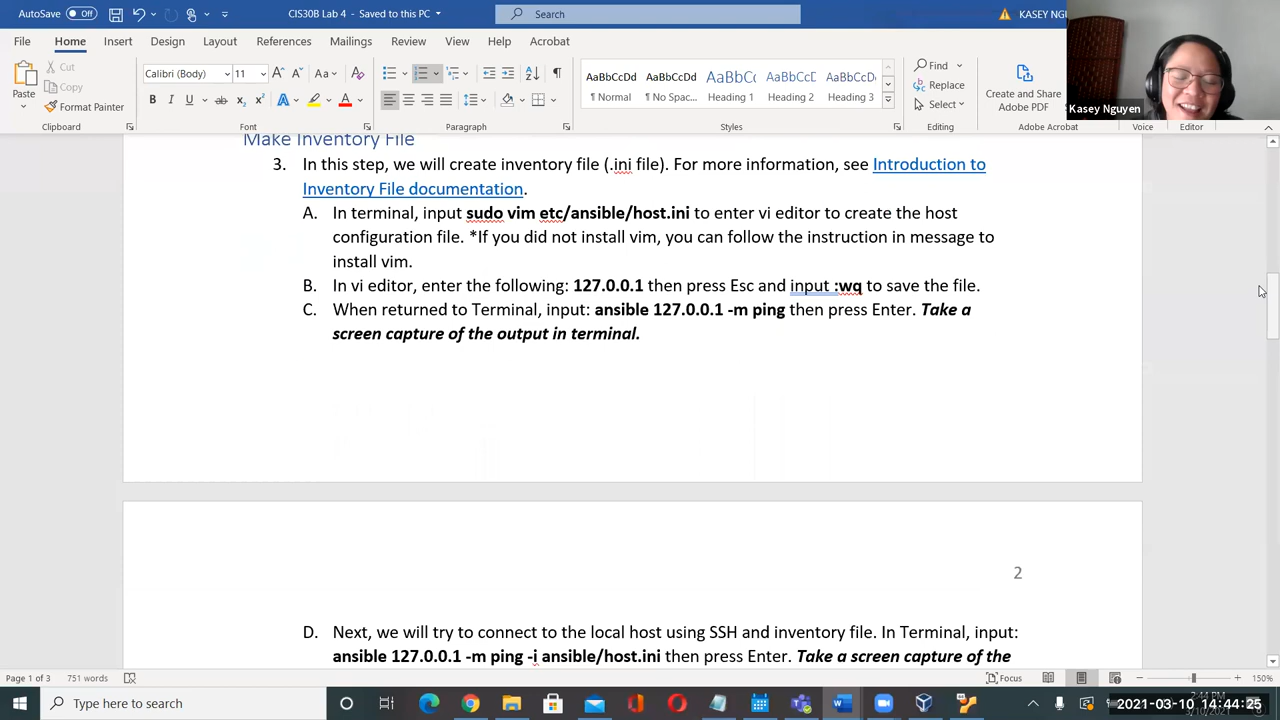 AutoSave Off
CIS30B Lab 4 - Saved to this PC
Search
KASEY NGU
File Home Insert Draw Design Layout References Mailings Review View Help Acrobat
Paste
Cut
Copy
Format Painter
Clipboard
Calibri (Body) 11
Font
Paragraph
AaBbCcDd AaBbCcDd AaBbC AaBbCcD AaBbCcD
¶ Normal ¶ No Spac... Heading 1 Heading 2 Heading 3
Styles
Find
Replace
Select
Editing
Create and Share
Adobe PDF
Adobe Acrobat
Voice
Editor
Kasey Nguyen
Make Inventory File
3. In this step, we will create inventory file (.ini file). For more information, see Introduction to
Inventory File documentation.
A. In terminal, input sudo vim etc/ansible/host.ini to enter vi editor to create the host
configuration file. *If you did not install vim, you can follow the instruction in message to
install vim.
B. In vi editor, enter the following: 127.0.0.1 then press Esc and input :wq to save the file.
C. When returned to Terminal, input: ansible 127.0.0.1 -m ping then press Enter. Take a
screen capture of the output in terminal.
2
D. Next, we will try to connect to the local host using SSH and inventory file. In Terminal, input:
ansible 127.0.0.1 -m ping -i ansible/host.ini then press Enter. Take a screen capture of the
Page 1 of 3 751 words
Focus
150%
Type here to search
2021-03-10 14:44:25